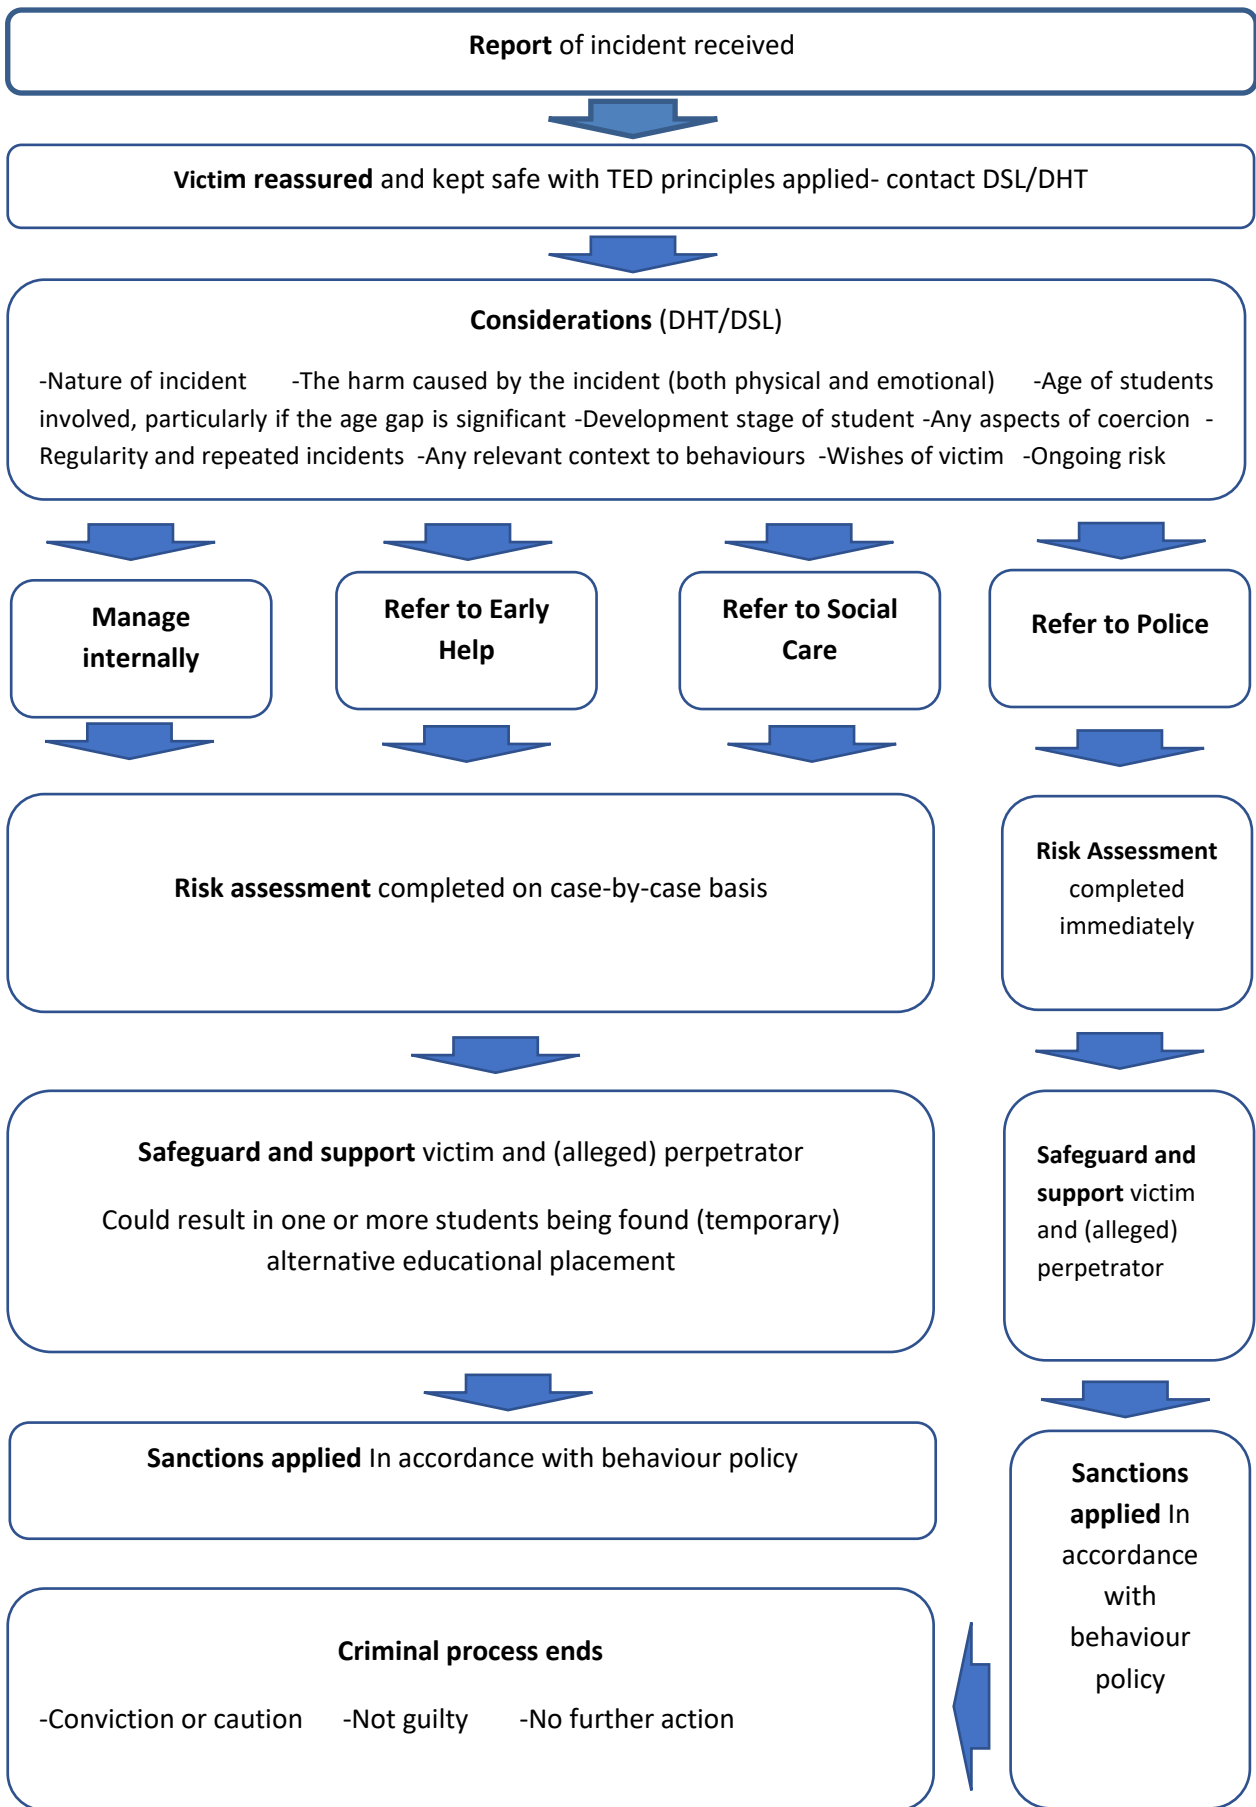 Report of incident received
Victim reassured and kept safe with TED principles applied- contact DSL/DHT
Considerations (DHT/DSL)
-Nature of incident -The harm caused by the incident (both physical and emotional) -Age of students
involved, particularly if the age gap is significant -Development stage of student -Any aspects of coercion -
Regularity and repeated incidents -Any relevant context to behaviours -Wishes of victim -Ongoing risk
Manage
internally
Refer to Early
Help
Refer to Social
Care
Refer to Police
Risk assessment completed on case-by-case basis
Risk Assessment
completed
immediately
Safeguard and support victim and (alleged) perpetrator
Could result in one or more students being found (temporary)
alternative educational placement
Safeguard and
support victim
and (alleged)
perpetrator
Sanctions applied In accordance with behaviour policy
Sanctions
applied In
accordance
with
behaviour
policy
Criminal process ends
-Conviction or caution -Not guilty -No further action